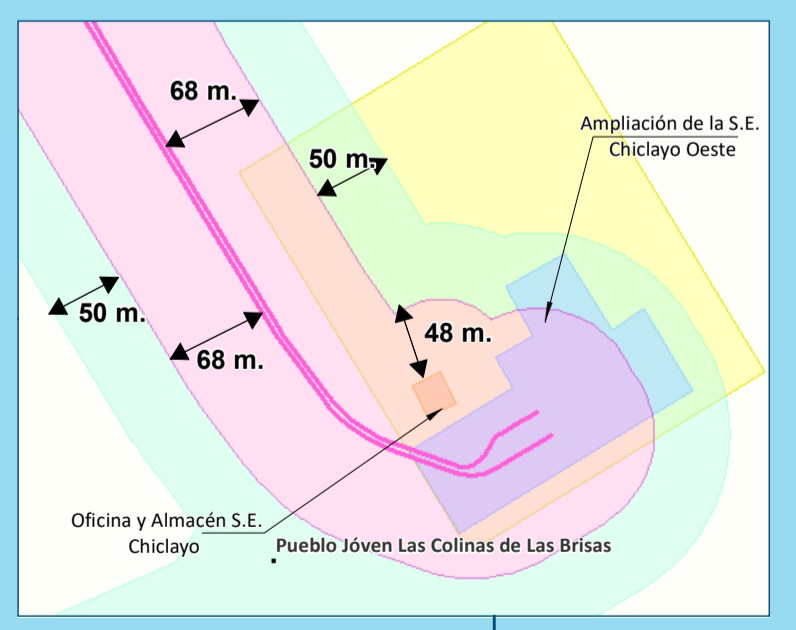 68 m.
Ampliación de la S.E.
Chiclayo Oeste
50 m.
50 m.
48 m.
68 m.
Oficina y Almacén S.E.
Chiclayo
Pueblo Jóven Las Colinas de Las Brisas